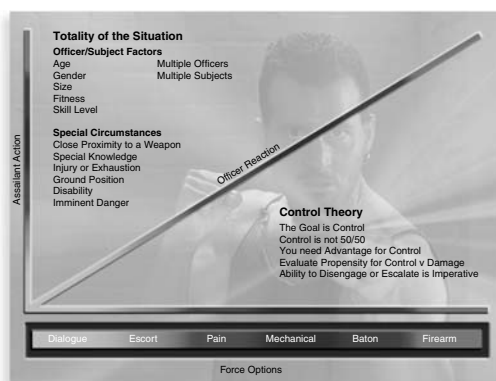 Totality of the Situation
Officer/Subject Factors
Age Multiple Officers
Gender Multiple Subjects
Size
Fitness
Skill Level
Special Circumstances
Close Proximity to a Weapon
Special Knowledge
Injury or Exhaustion
Ground Position
Disability
Imminent Danger
Assailant Action
Officer Reaction
Control Theory
The Goal is Control
Control is not 50/50
You need Advantage for Control
Evaluate Propensity for Control v Damage
Ability to Disengage or Escalate is Imperative
Dialogue Escort Pain Mechanical Baton Firearm
Force Options